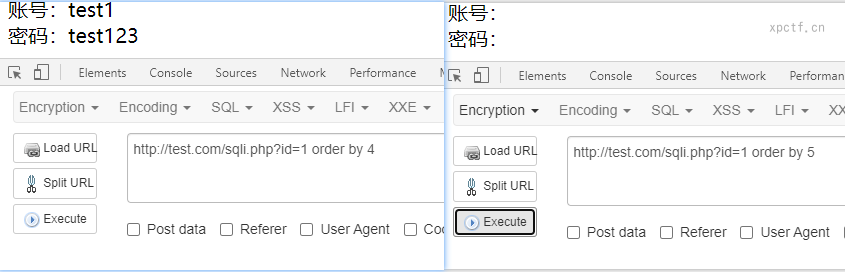 账号：test1
密码：test123
Elements Console Sources Network Performance
Encryption Encoding SQL XSS LFI XXE
Load URL
http://test.com/sqli.php?id=1 order by 4
Split URL
Execute
Post data Referer User Agent Coo
账号：
xpctf.cn
密码：
Elements Console Sources Network Perform
Encryption Encoding SQL XSS LFI XX
Load URL
http://test.com/sqli.php?id=1 order by 5
Split URL
Execute
Post data Referer User Agent